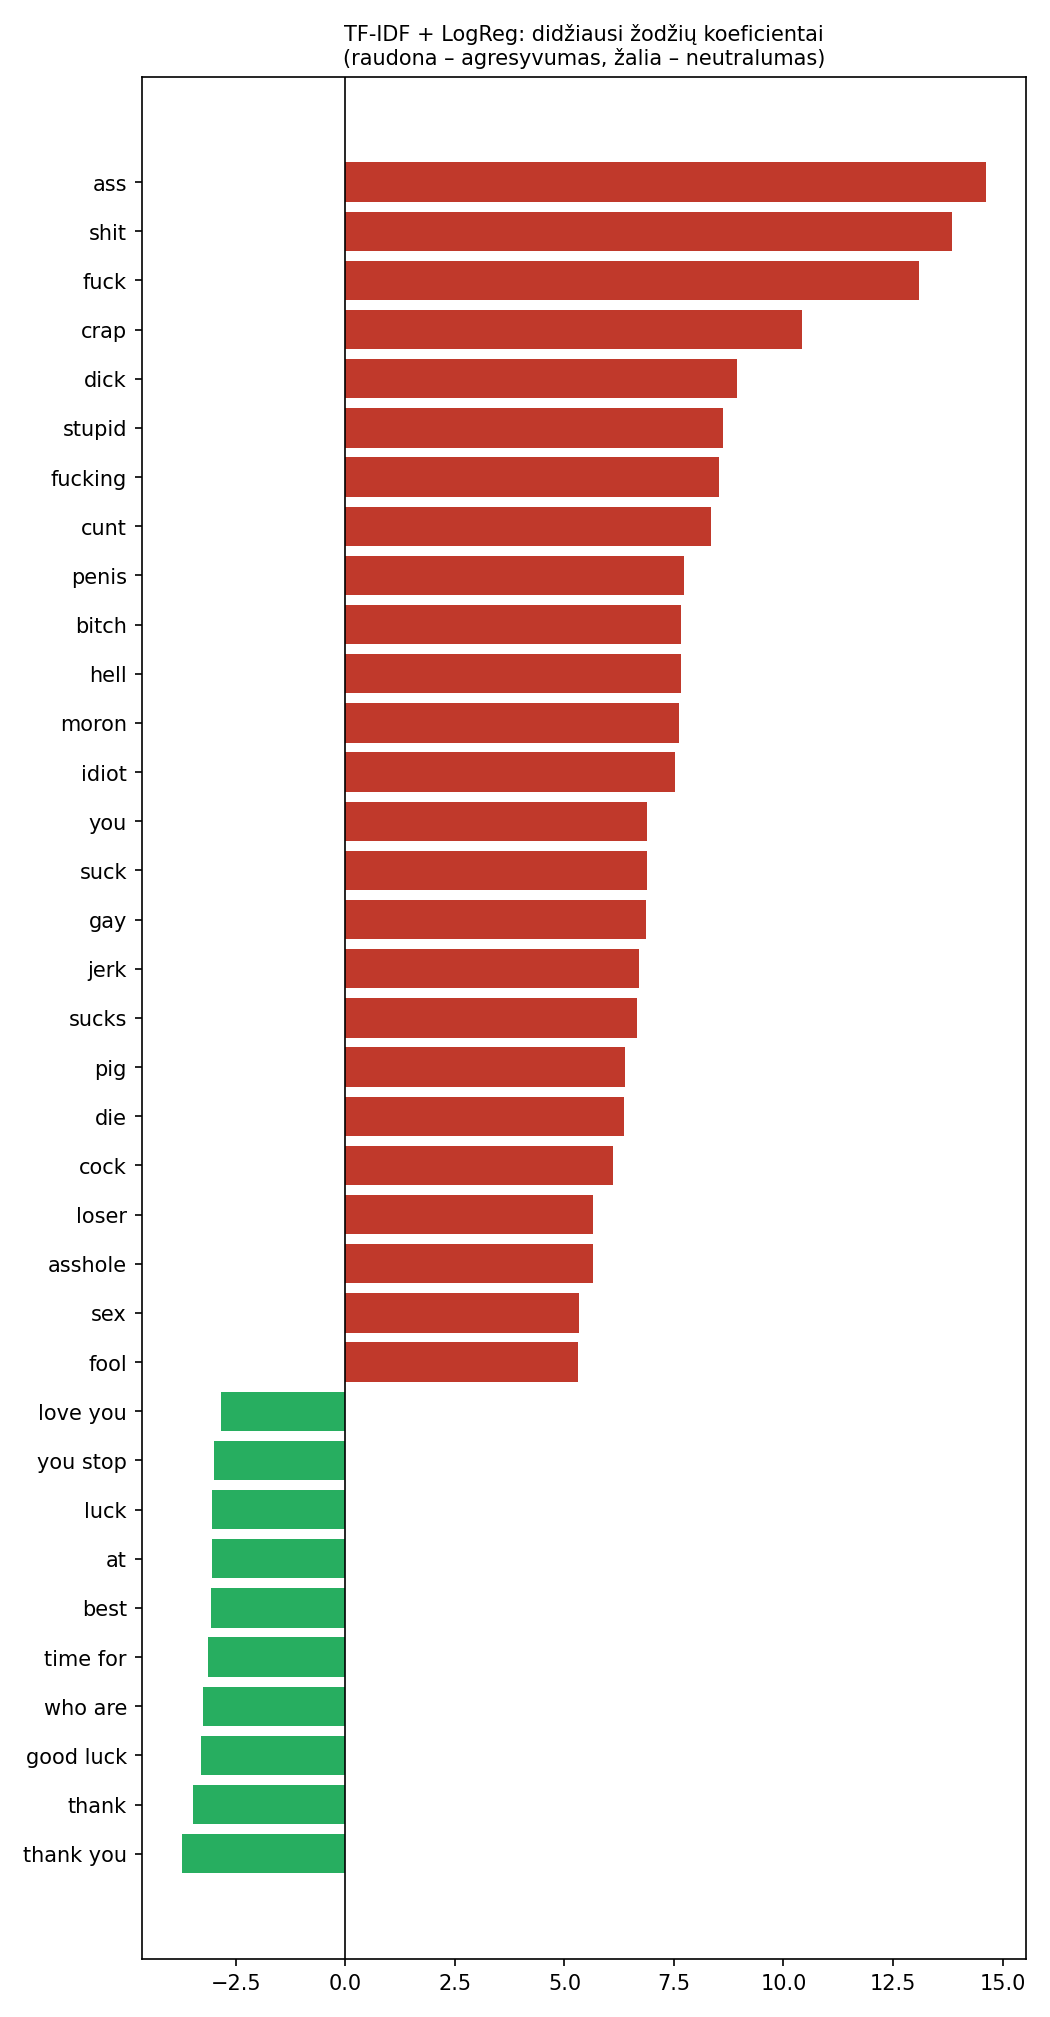 TF-IDF + LogReg: didžiausi žodžių koeficientai
(raudona – agresyvumas, žalia – neutralumas)
ass
shit
fuck
crap
dick
stupid
fucking
cunt
penis
bitch
hell
moron
idiot
you
suck
gay
jerk
sucks
pig
die
cock
loser
asshole
sex
fool
love you
you stop
luck
at
best
time for
who are
good luck
thank
thank you
−2.5 0.0 2.5 5.0 7.5 10.0 12.5 15.0